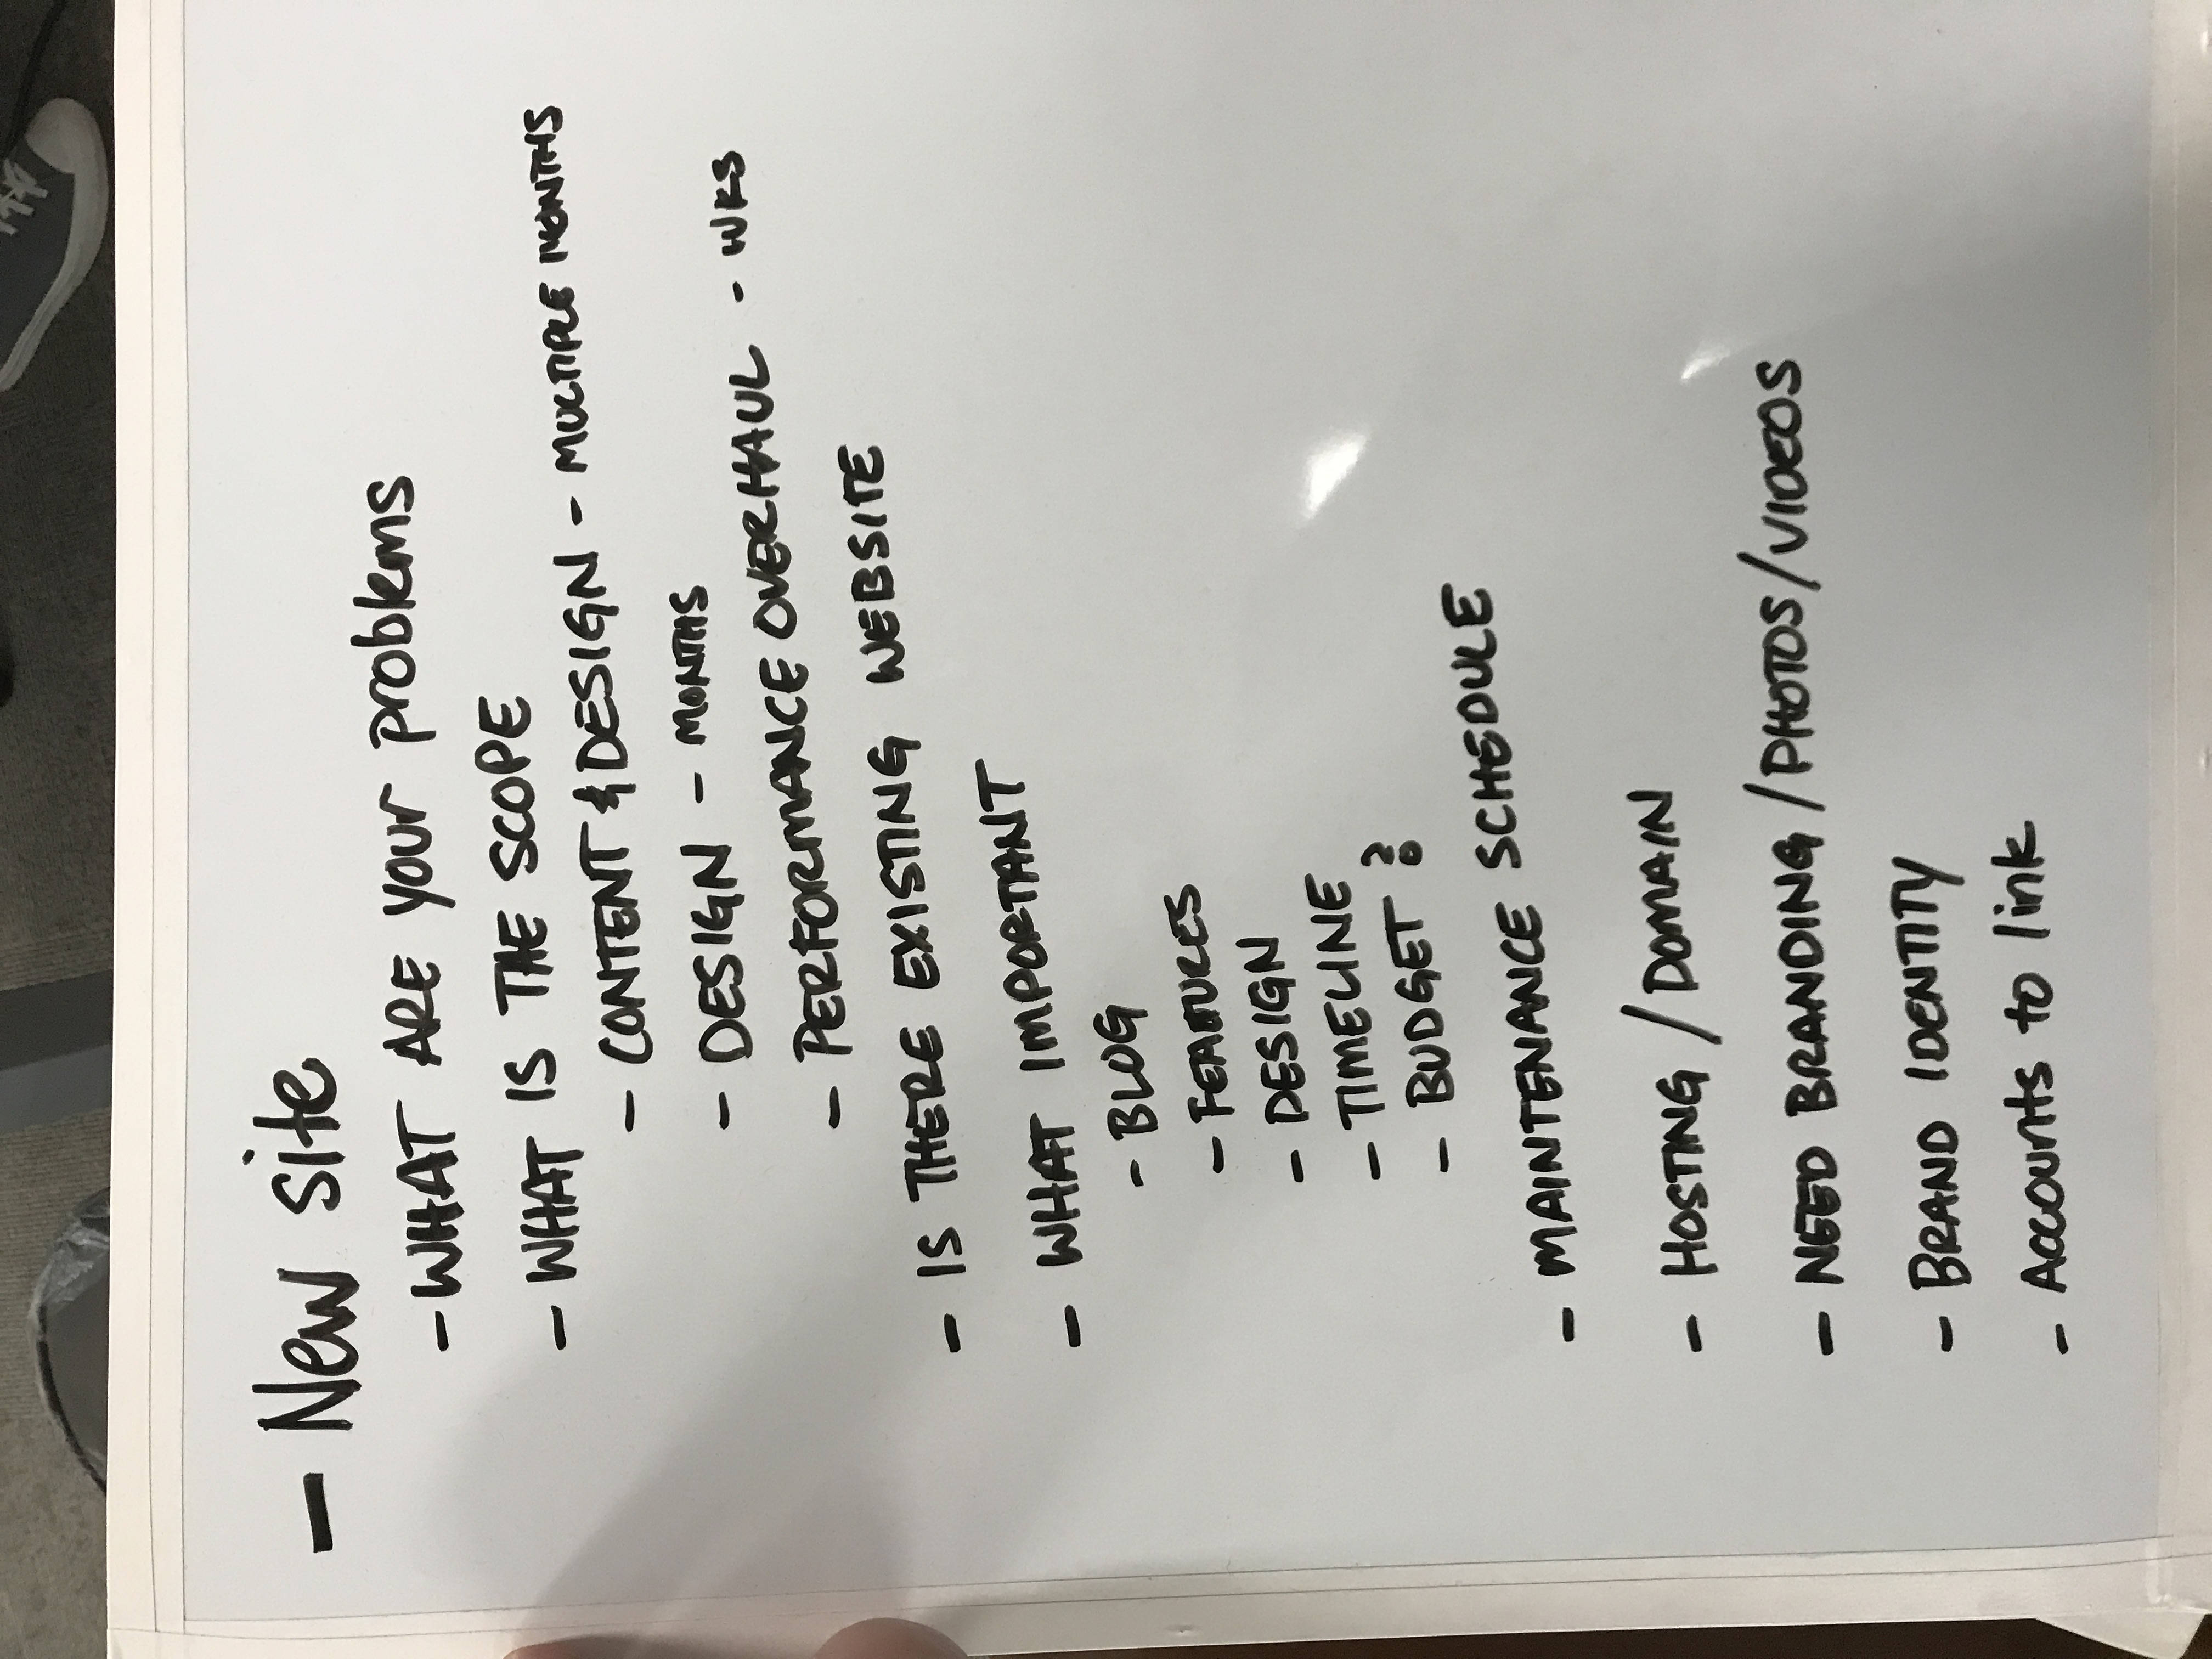 - New site
- WHAT ARE your problems
- WHAT IS THE SCOPE
- CONTENT & DESIGN - MULTIPLE MONTHS
- DESIGN - MONTHS
- PERFORMANCE OVERHAUL - WKS
- IS THERE EXISTING WEBSITE
- WHAT IMPORTANT
- BLOG
- FEATURES
- DESIGN
- TIMELINE
- BUDGET ?
- MAINTENANCE SCHEDULE
- HOSTING / DOMAIN
- NEED BRANDING / PHOTOS / VIDEOS
- BRAND IDENTITY
- Accounts to link